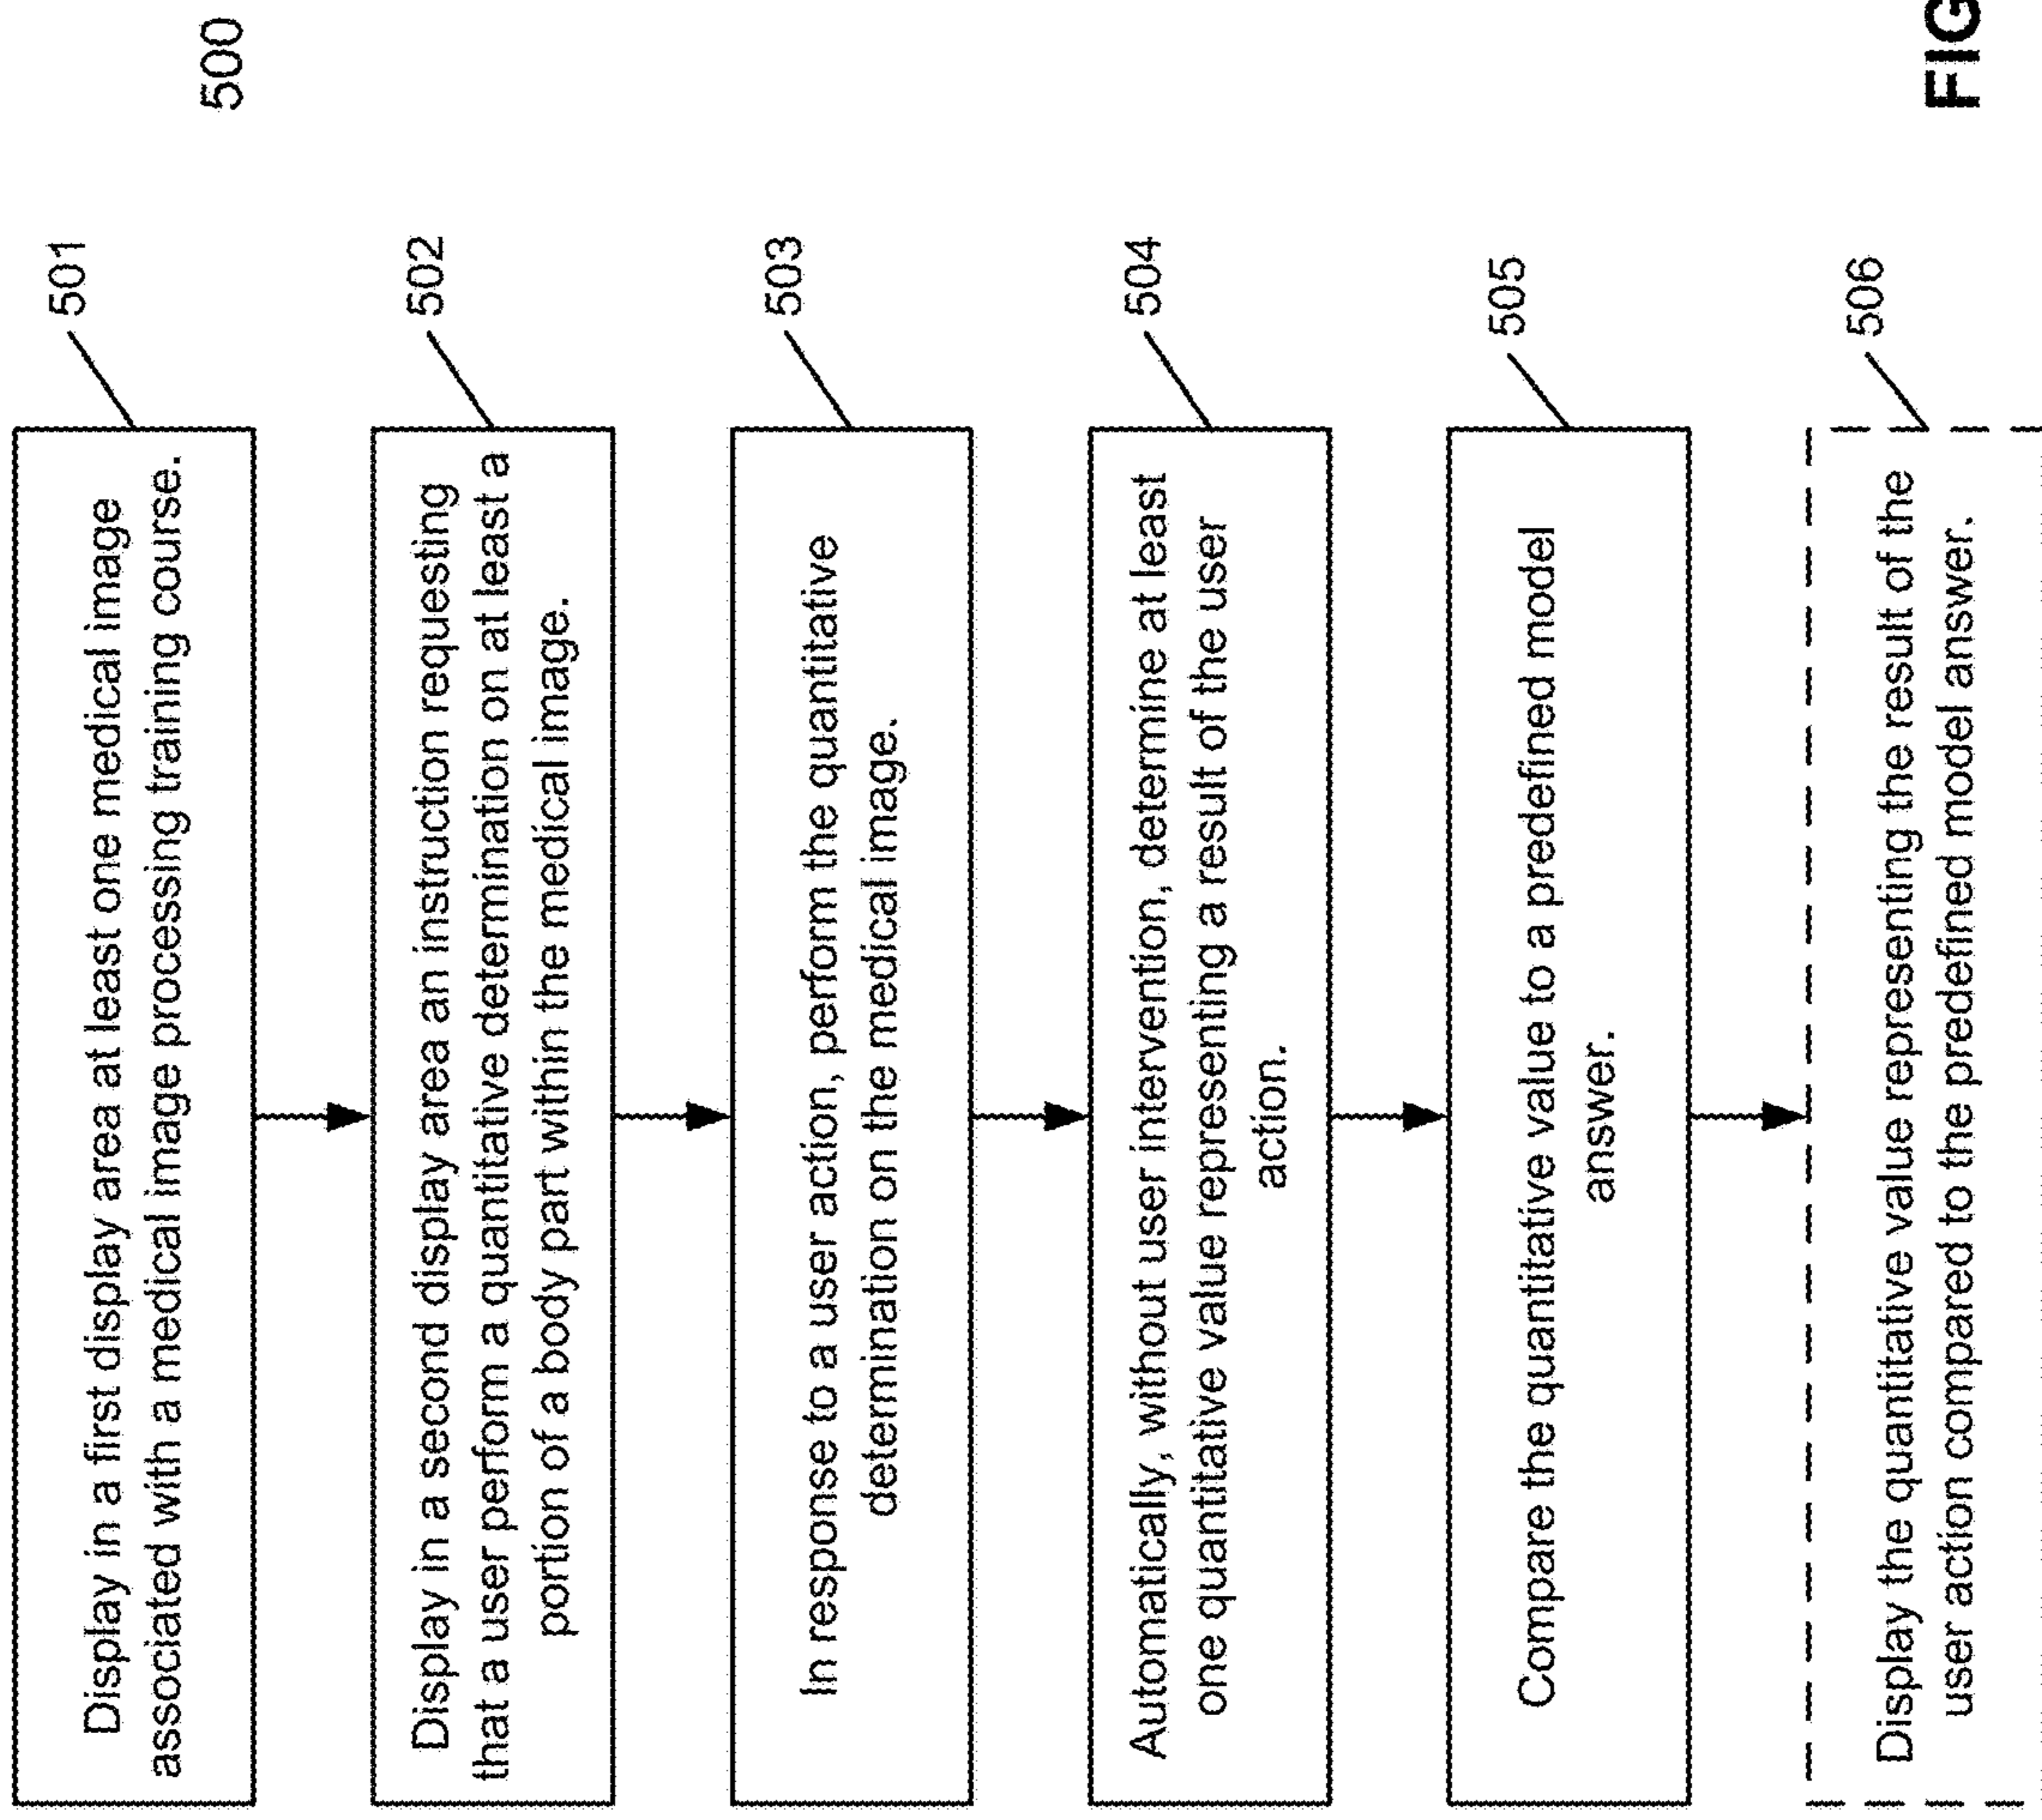 500
501
Display in a first display area at least one medical image
associated with a medical image processing training course.
502
Display in a second display area an instruction requesting
that a user perform a quantitative determination on at least a
portion of a body part within the medical image.
503
In response to a user action, perform the quantitative
determination on the medical image.
504
Automatically, without user intervention, determine at least
one quantitative value representing a result of the user
action.
505
Compare the quantitative value to a predefined model
answer.
506
Display the quantitative value representing the result of the
user action compared to the predefined model answer.
FIG